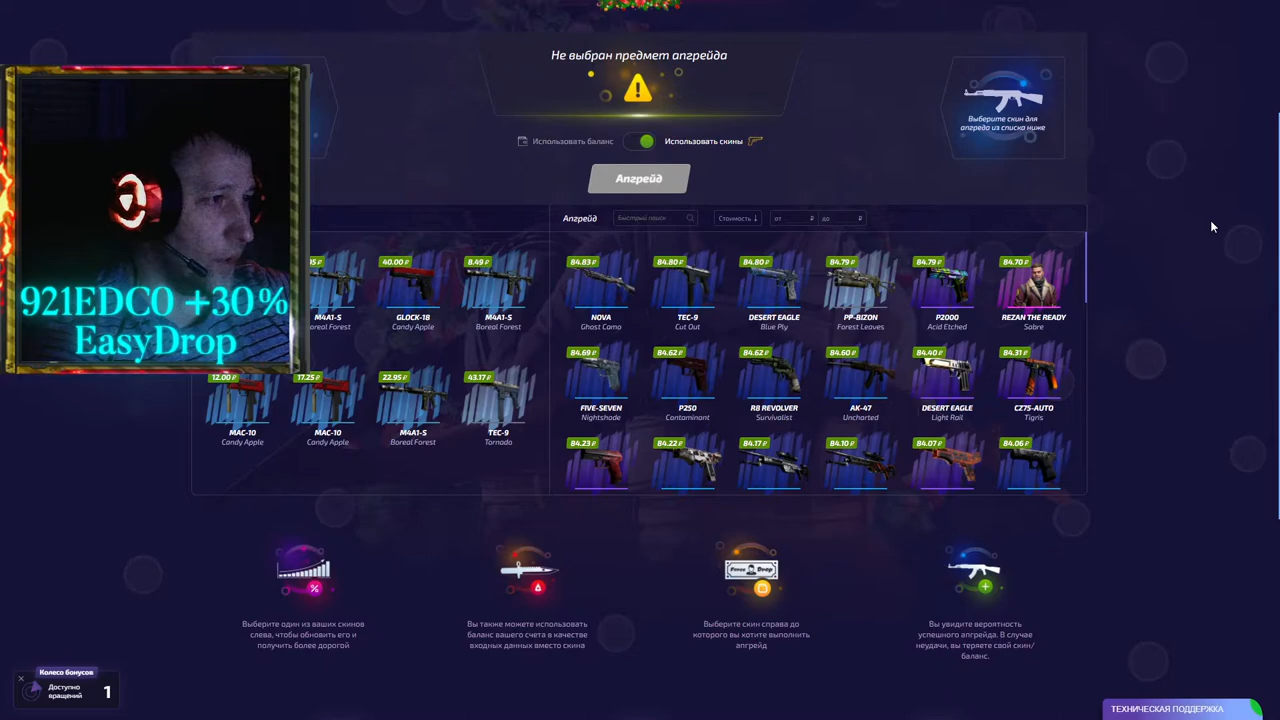 Не выбран предмет апгрейда
Использовать баланс
Использовать скины
Апгрейд
Выберите скин для
апгреда из списка ниже
921EDC0 +30%
EasyDrop
Апгрейд
Быстрый поиск
Стоимость ↓
от ₽
до ₽
M4A1-S
Boreal Forest
40.00 ₽
GLOCK-18
Candy Apple
8.49 ₽
M4A1-S
Boreal Forest
12.00 ₽
MAC-10
Candy Apple
17.25 ₽
MAC-10
Candy Apple
22.95 ₽
M4A1-S
Boreal Forest
43.17 ₽
TEC-9
Tornado
84.83 ₽
NOVA
Ghost Camo
84.80 ₽
TEC-9
Cut Out
84.80 ₽
DESERT EAGLE
Blue Ply
84.79 ₽
PP-BIZON
Forest Leaves
84.79 ₽
P2000
Acid Etched
84.70 ₽
REZAN THE READY
Sabre
84.69 ₽
FIVE-SEVEN
Nightshade
84.62 ₽
P250
Contaminant
84.62 ₽
R8 REVOLVER
Survivalist
84.60 ₽
AK-47
Uncharted
84.40 ₽
DESERT EAGLE
Light Rail
84.31 ₽
CZ75-AUTO
Tigris
84.23 ₽
84.22 ₽
84.17 ₽
84.10 ₽
84.07 ₽
84.06 ₽
Выберите один из ваших скинов
слева, чтобы обновить его и
получить более дорогой
Вы также можете использовать
баланс вашего счета в качестве
входных данных вместо скина
Force Drop
Выберите скин справа до
которого вы хотите выполнить
апгрейд
Вы увидите вероятность
успешного апгрейда. В случае
неудачи, вы теряете свой скин/
баланс.
Колесо бонусов
Доступно
вращений
1
ТЕХНИЧЕСКАЯ ПОДДЕРЖКА